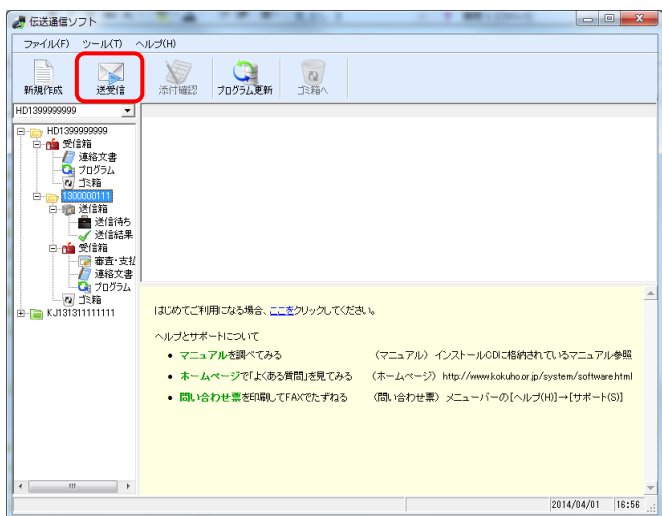 伝送通信ソフト
ファイル(F) ツール(T) ヘルプ(H)
新規作成 送受信 添付確認 プログラム更新 ゴミ箱へ
HD1399999999
HD1399999999
受信箱
連絡文書
プログラム
ゴミ箱
1300000111
送信箱
送信待ち
送信結果
受信箱
審査・支払
連絡文書
プログラム
ゴミ箱
KJ131311111111
はじめてご利用になる場合、ここをクリックしてください。
ヘルプとサポートについて
• マニュアルを調べてみる (マニュアル) インストールCDに格納されているマニュアル参照
• ホームページで「よくある質問」を見てみる (ホームページ) http://www.kokuho.or.jp/system/software.html
• 問い合わせ票を印刷してFAXでたずねる (問い合わせ票) メニューバーの[ヘルプ(H)]→[サポート(S)]
2014/04/01 16:56